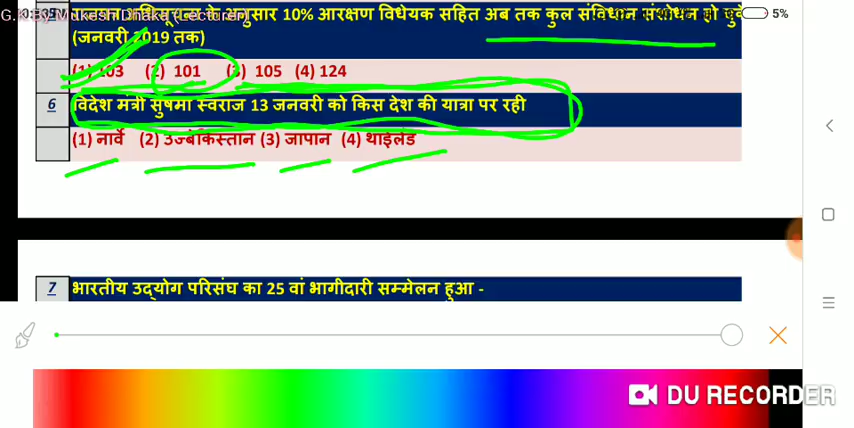 G.K. By Mukesh Dhaka (Lecturer)
के अनुसार 10% आरक्षण विधेयक सहित अब तक कुल संविधान संशोधन हो चुके
5%
(जनवरी 2019 तक)
(1) 103 (2) 101 (3) 105 (4) 124
6 विदेश मंत्री सुषमा स्वराज 13 जनवरी को किस देश की यात्रा पर रही
(1) नार्वे (2) उज्बेकिस्तान (3) जापान (4) थाईलैंड
7 भारतीय उद्योग परिसंघ का 25 वां भागीदारी सम्मेलन हुआ -
DU RECORDER